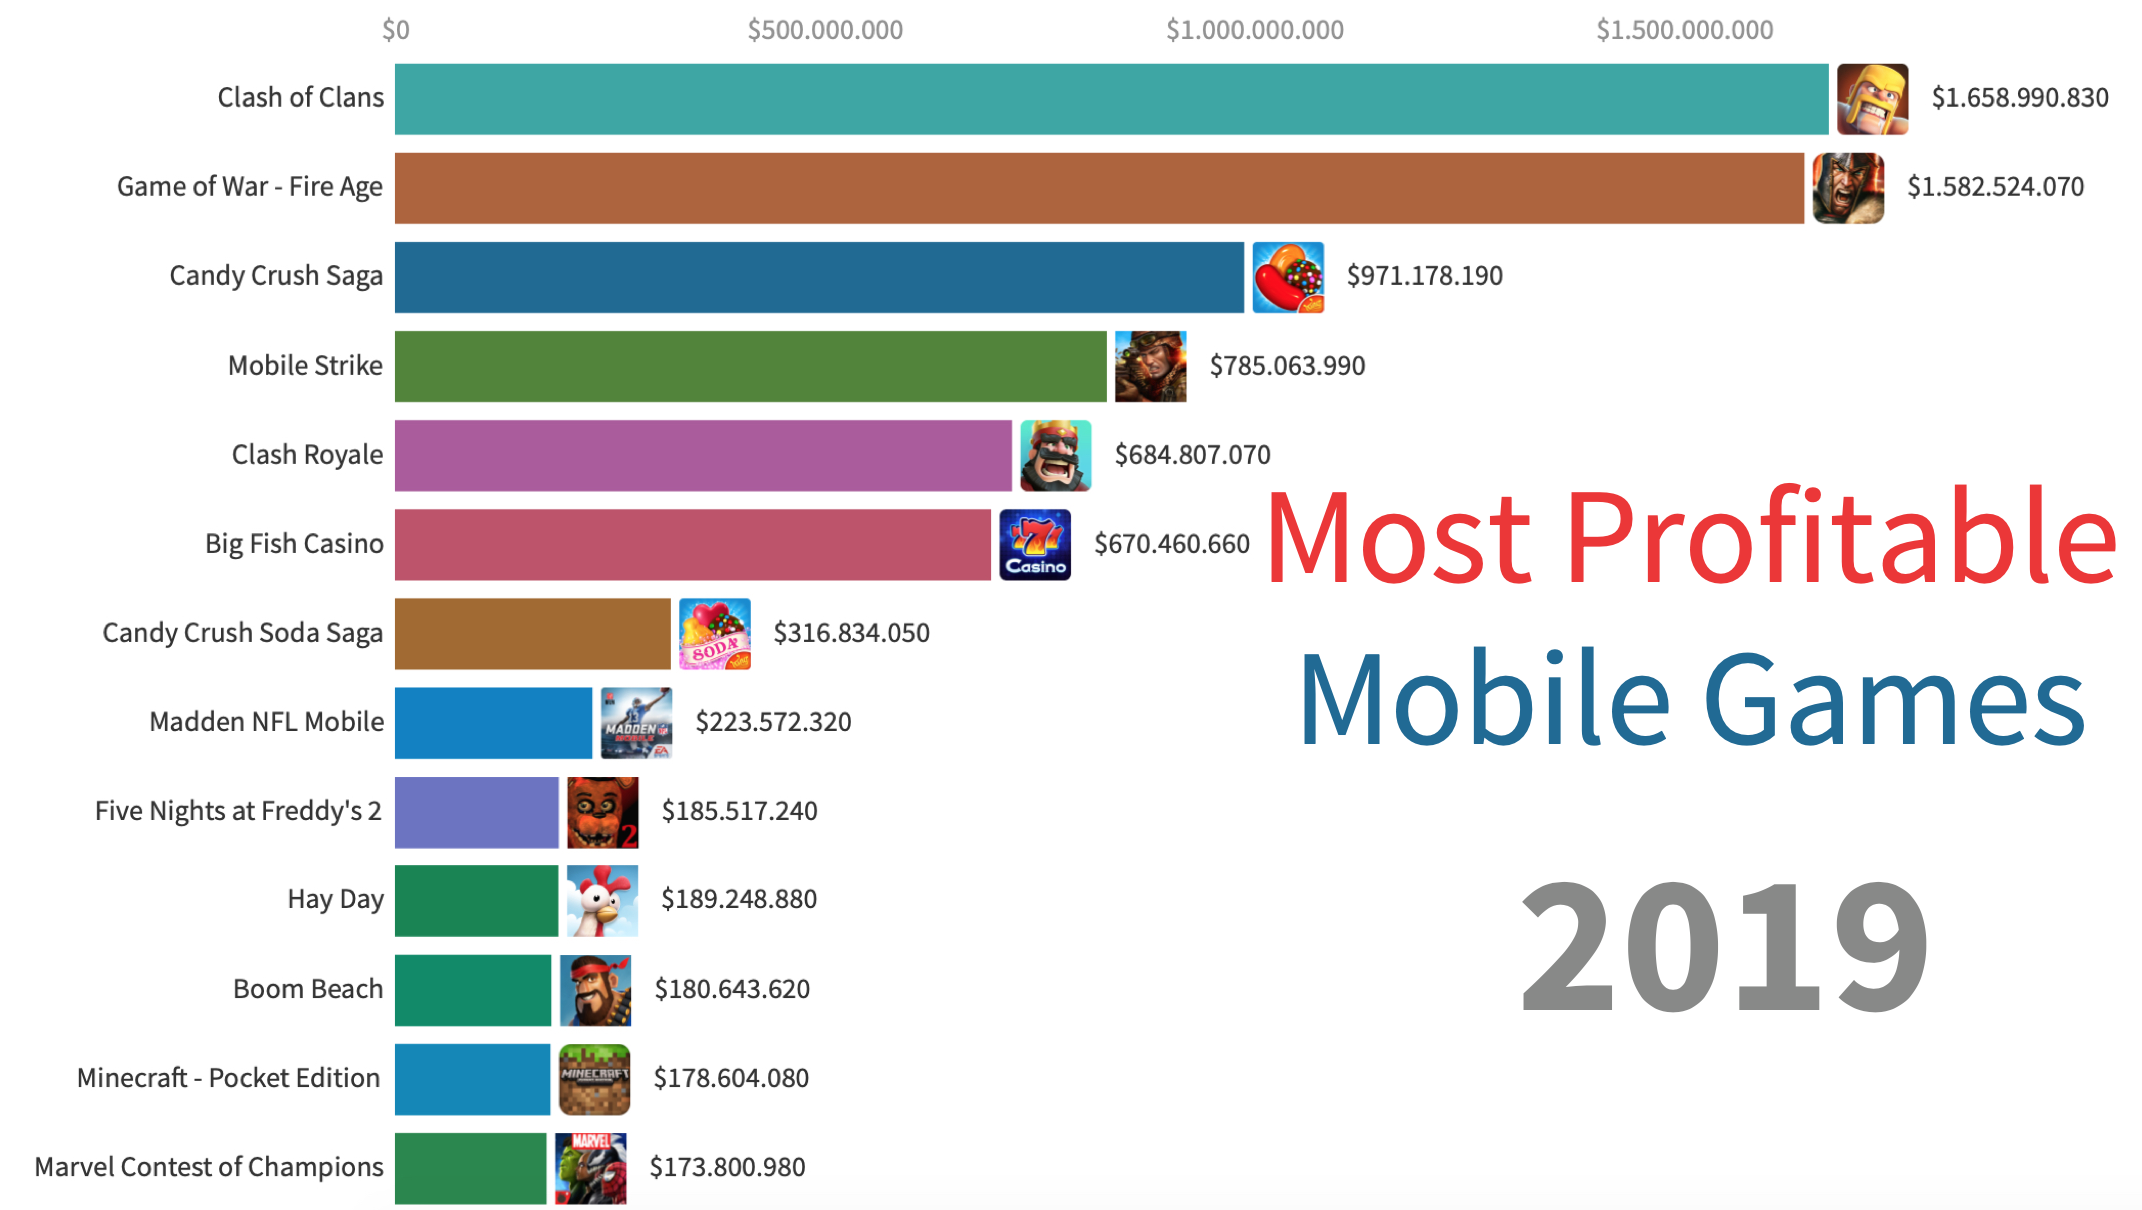 $0 $500.000.000 $1.000.000.000 $1.500.000.000
Clash of Clans $1.658.990.830
Game of War - Fire Age $1.582.524.070
Candy Crush Saga $971.178.190
Mobile Strike $785.063.990
Clash Royale $684.807.070
Big Fish Casino 777 Casino $670.460.660
Candy Crush Soda Saga SODA King $316.834.050
Madden NFL Mobile MADDEN EA $223.572.320
Five Nights at Freddy's 2 2 $185.517.240
Hay Day $189.248.880
Boom Beach $180.643.620
Minecraft - Pocket Edition MINECRAFT $178.604.080
Marvel Contest of Champions MARVEL $173.800.980
Most Profitable
Mobile Games
2019